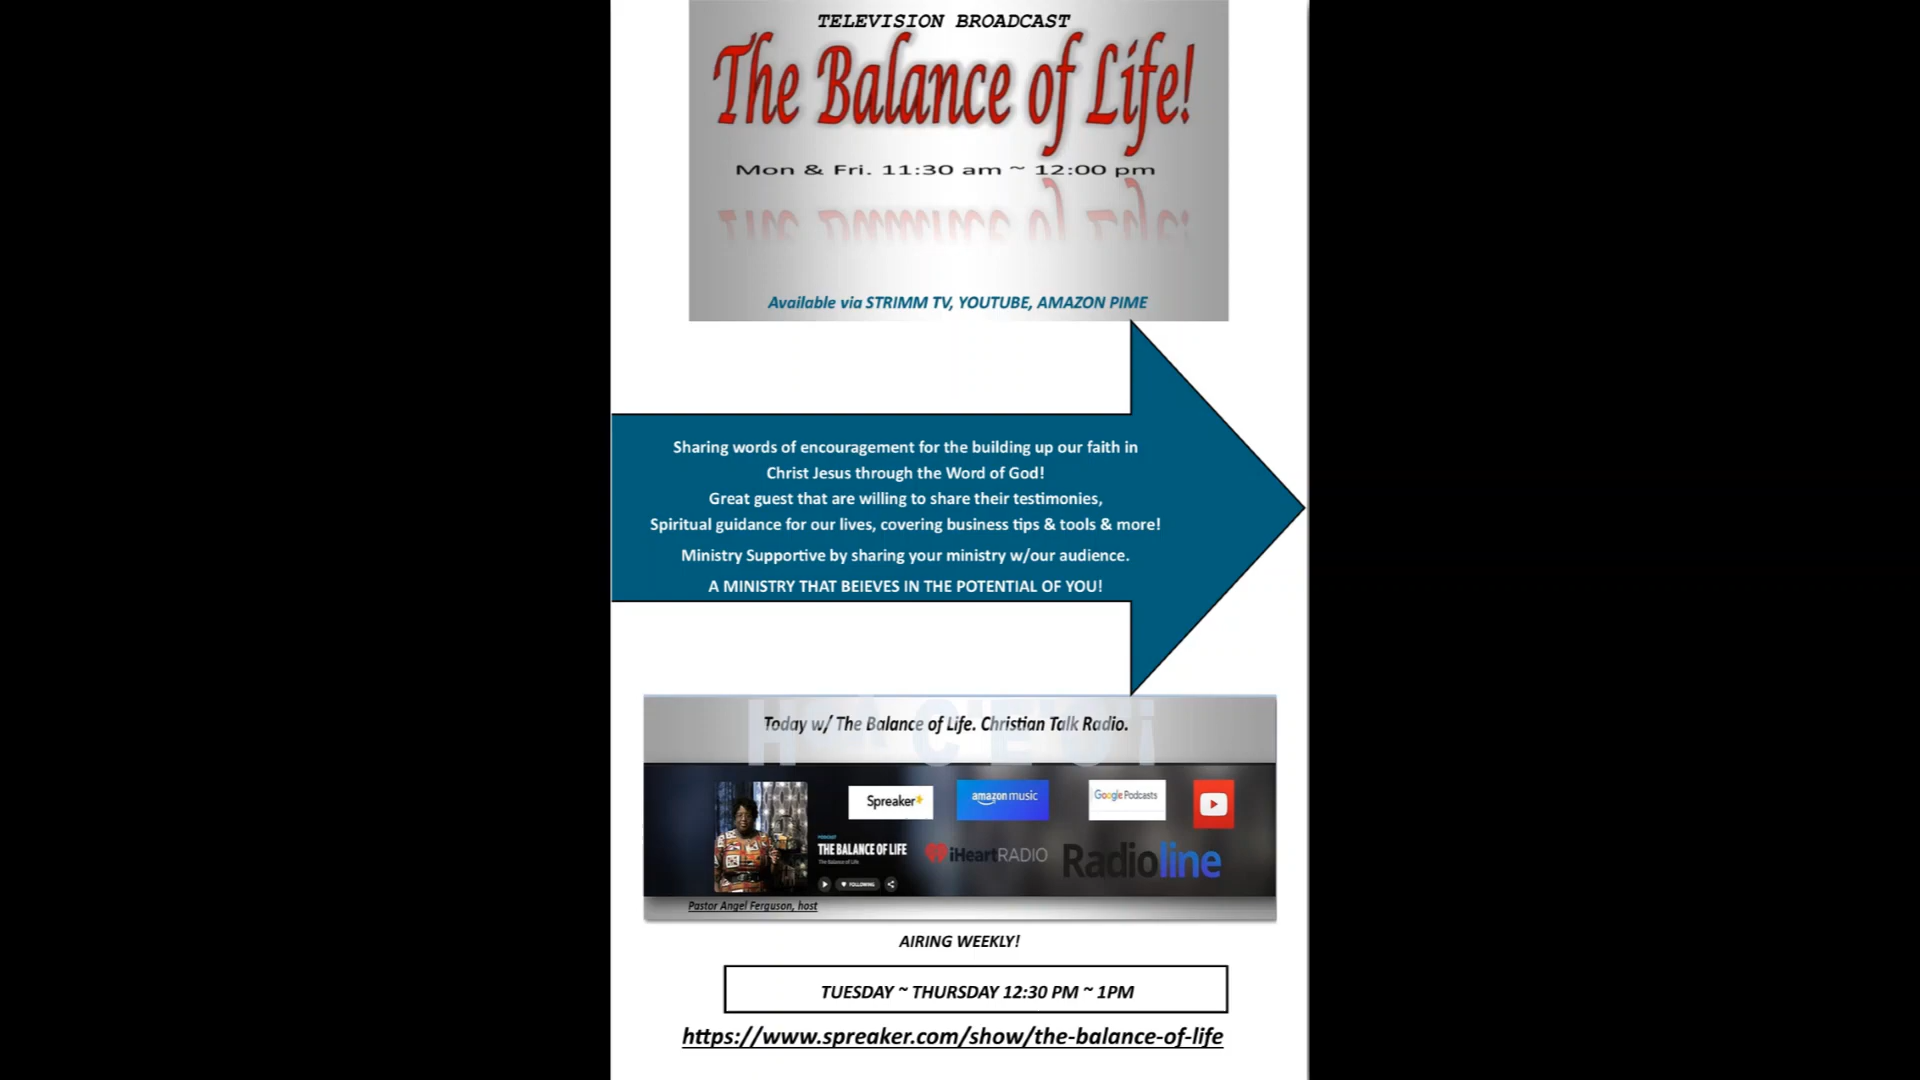 TELEVISION BROADCAST
The Balance of Life!
Mon & Fri. 11:30 am ~ 12:00 pm
Available via STRIMM TV, YOUTUBE, AMAZON PIME
Sharing words of encouragement for the building up our faith in
Christ Jesus through the Word of God!
Great guest that are willing to share their testimonies,
Spiritual guidance for our lives, covering business tips & tools & more!
Ministry Supportive by sharing your ministry w/our audience.
A MINISTRY THAT BEIEVES IN THE POTENTIAL OF YOU!
Today w/ The Balance of Life. Christian Talk Radio.
Spreaker
amazon music
Google Podcasts
PODCAST
THE BALANCE OF LIFE
The Balance of Life
iHeartRADIO
Radioline
FOLLOWING
Pastor Angel Ferguson, host
AIRING WEEKLY!
TUESDAY ~ THURSDAY 12:30 PM ~ 1PM
https://www.spreaker.com/show/the-balance-of-life